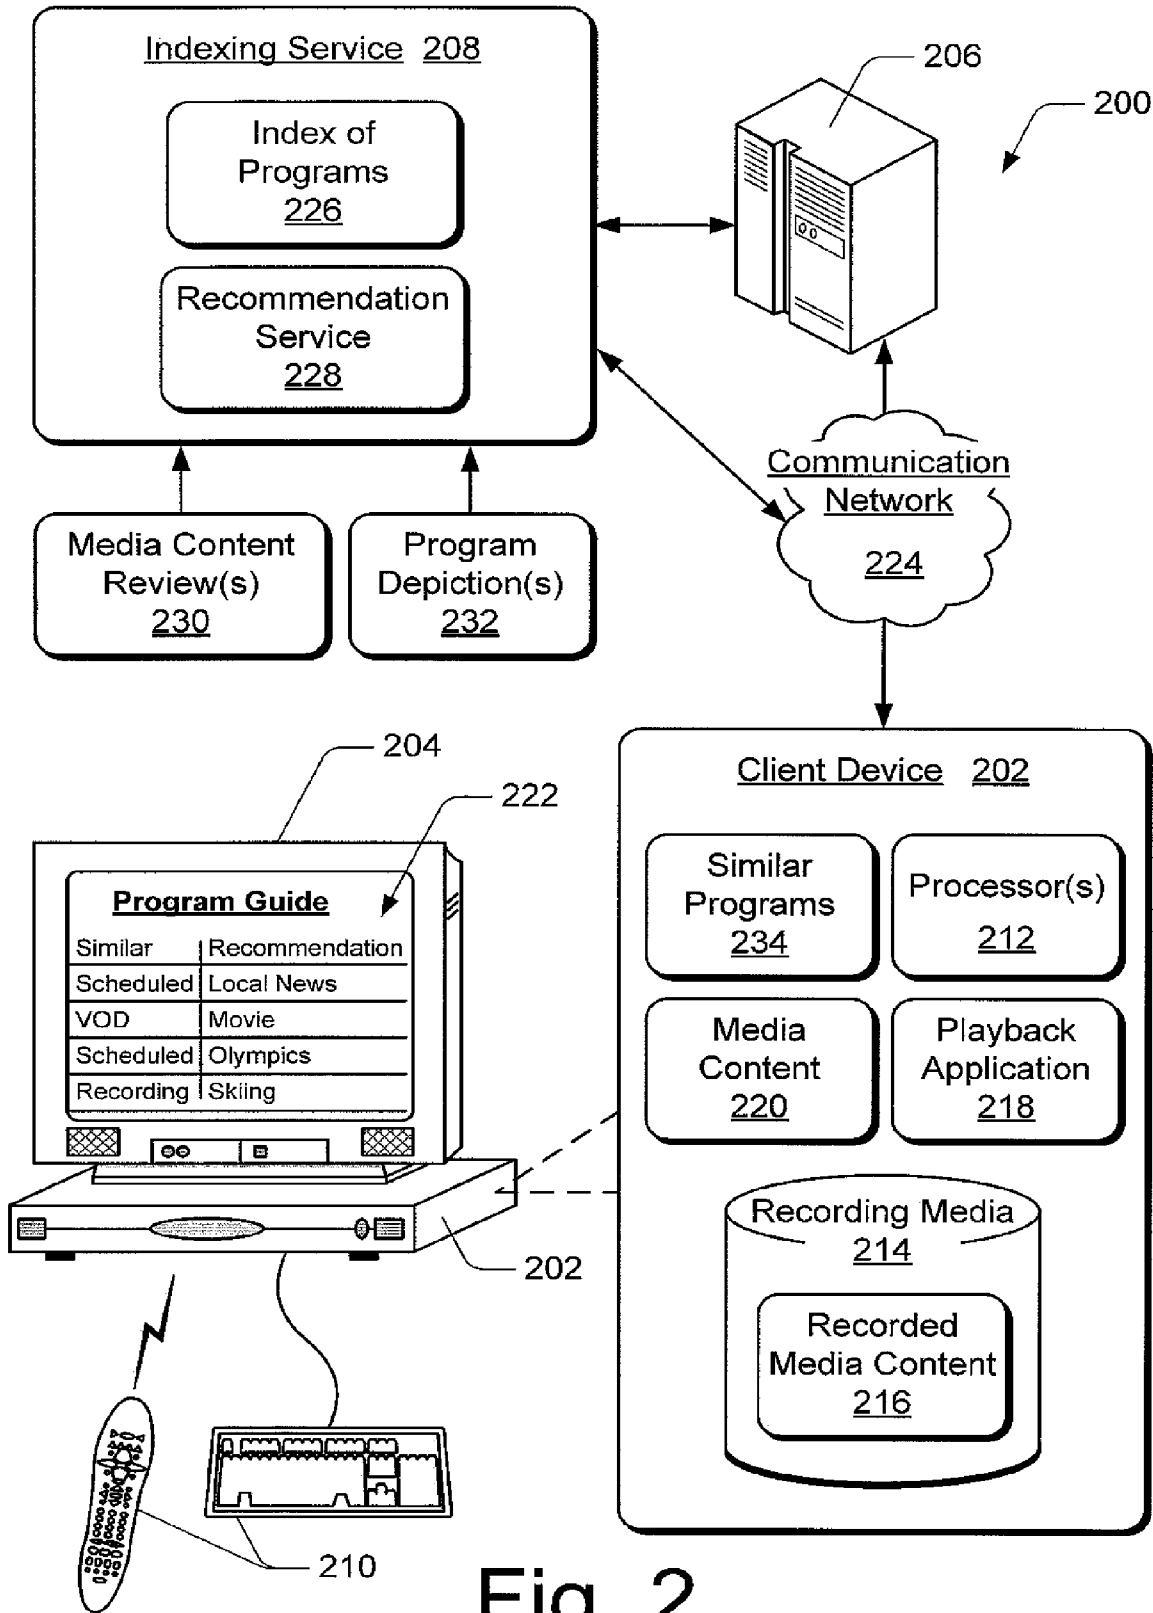 Indexing Service 208
Index of
Programs
226
Recommendation
Service
228
206
200
Communication
Network
224
Media Content
Review(s)
230
Program
Depiction(s)
232
204
222
Program Guide
Similar Recommendation
Scheduled Local News
VOD Movie
Scheduled Olympics
Recording Skiing
202
210
Client Device 202
Similar
Programs
234
Processor(s)
212
Media
Content
220
Playback
Application
218
Recording Media
214
Recorded
Media Content
216
Fig. 2